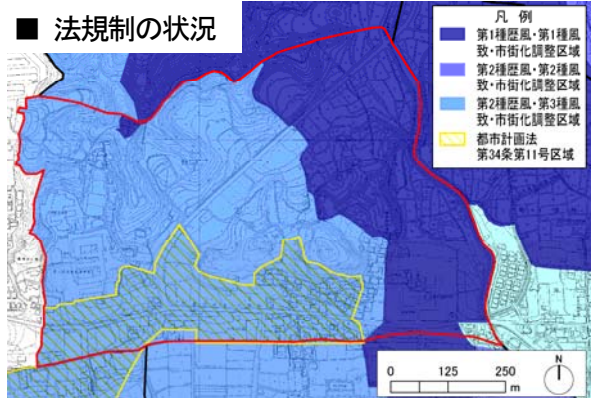 ■ 法規制の状況
凡 例
第1種歴風・第1種風
致・市街化調整区域
第2種歴風・第2種風
致・市街化調整区域
第2種歴風・第3種風
致・市街化調整区域
都市計画法
第34条第11号区域
0 125 250
m
N